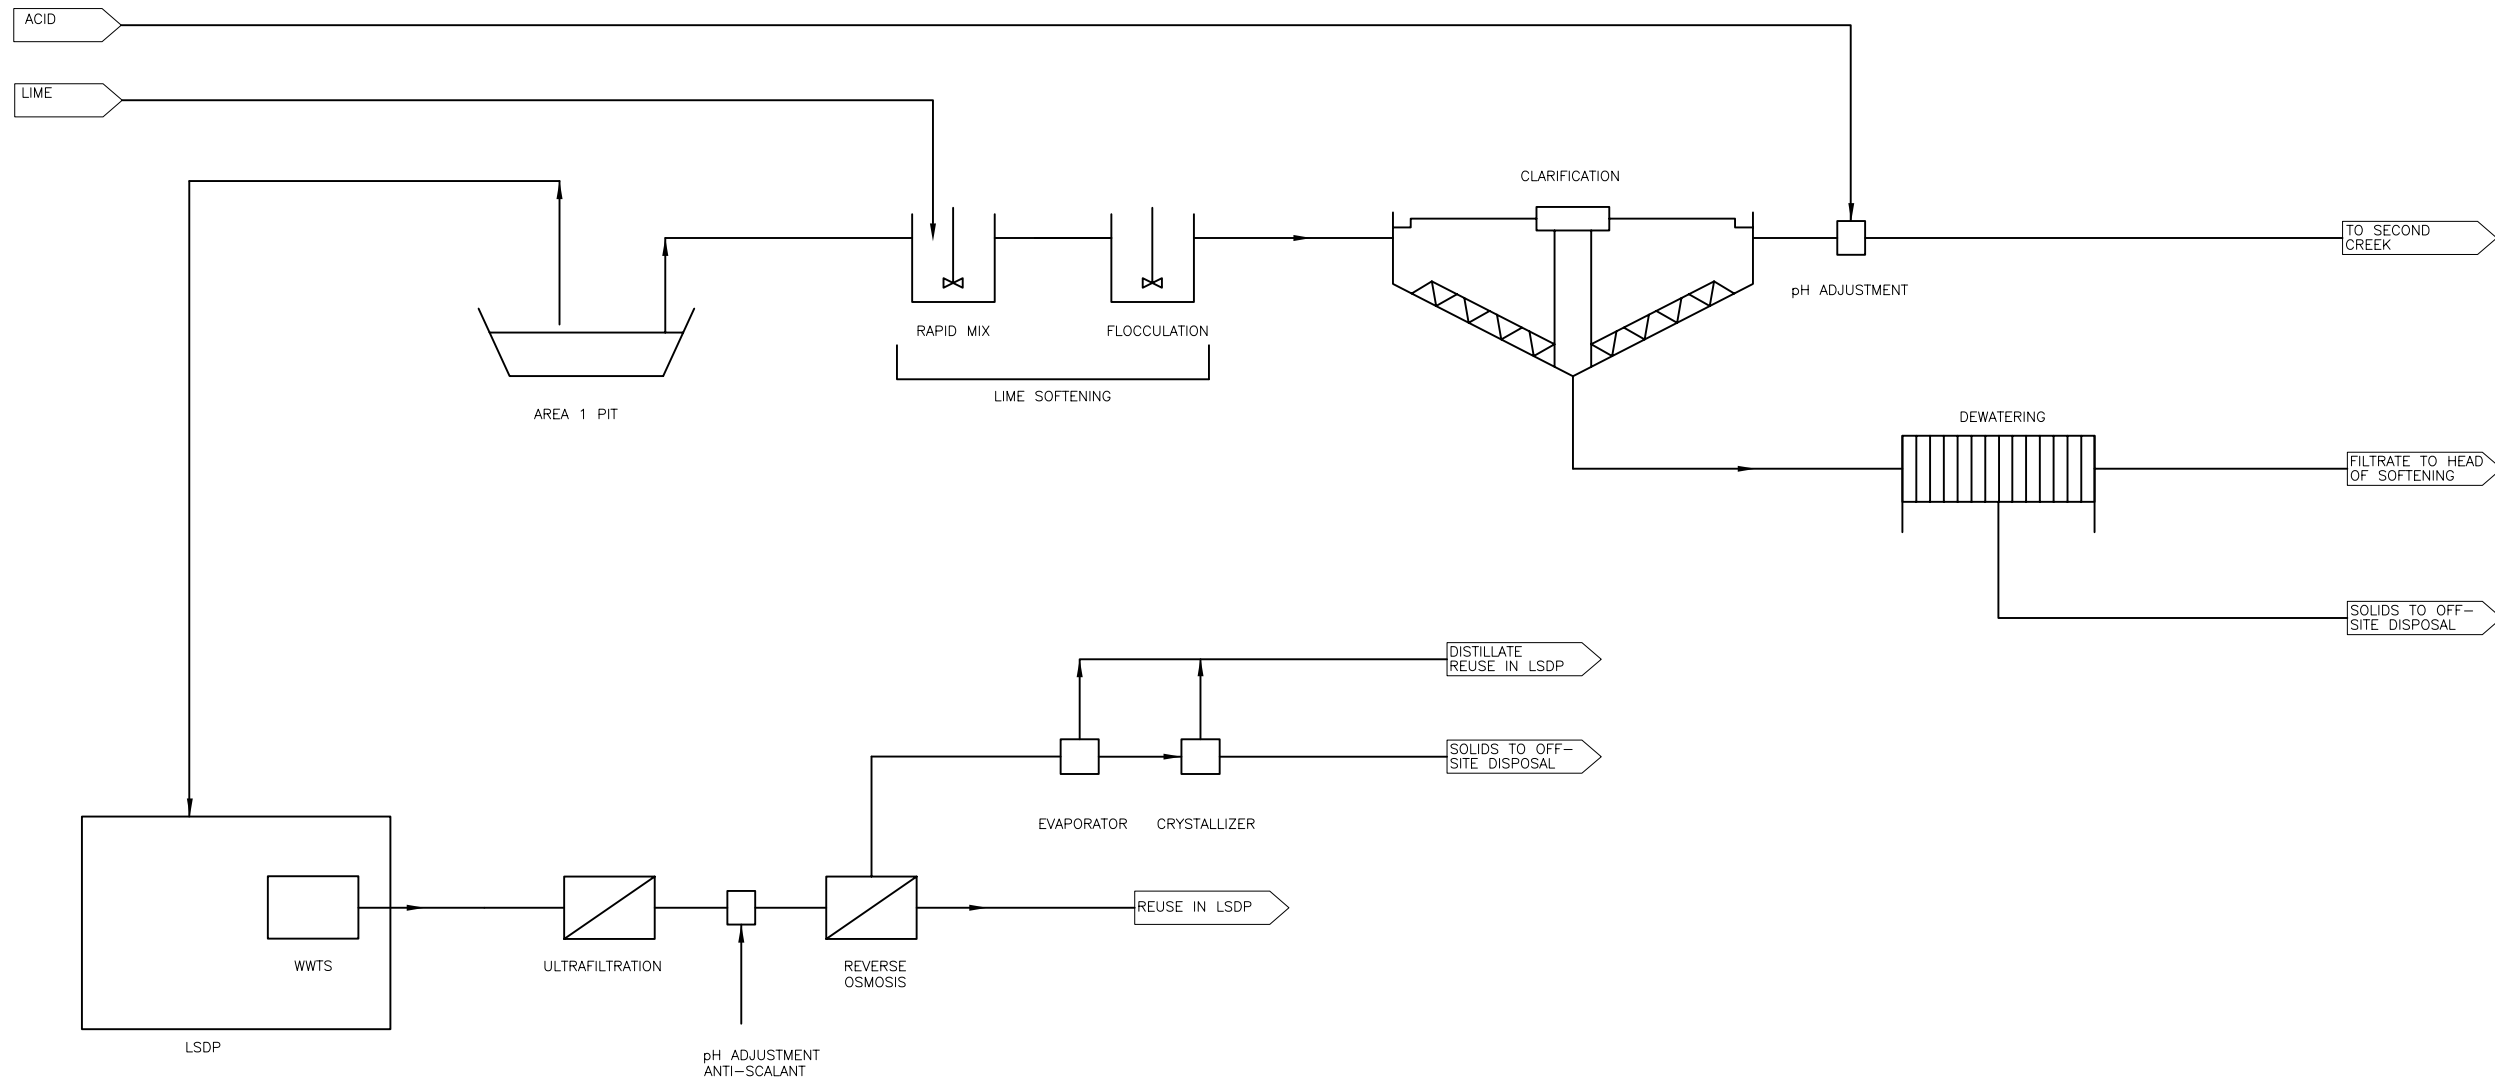 ACID
LIME
CLARIFICATION
TO SECOND
CREEK
pH ADJUSTMENT
RAPID MIX
FLOCCULATION
LIME SOFTENING
AREA 1 PIT
DEWATERING
FILTRATE TO HEAD
OF SOFTENING
SOLIDS TO OFF-
SITE DISPOSAL
DISTILLATE
REUSE IN LSDP
SOLIDS TO OFF-
SITE DISPOSAL
EVAPORATOR
CRYSTALLIZER
REUSE IN LSDP
WWTS
ULTRAFILTRATION
REVERSE
OSMOSIS
LSDP
pH ADJUSTMENT
ANTI-SCALANT